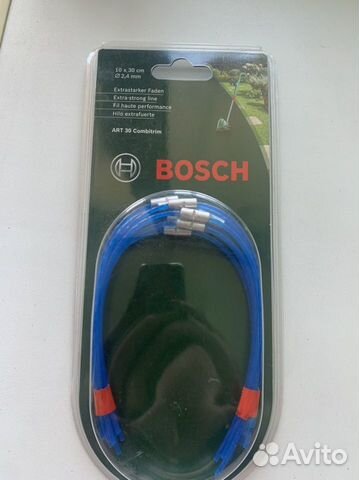 10 x 30 cm
Ø 2,4 mm
Extrastarker Faden
Extra-strong line
Fil haute performance
Hilo extrafuerte
ART 30 Combitrim
BOSCH
Avito